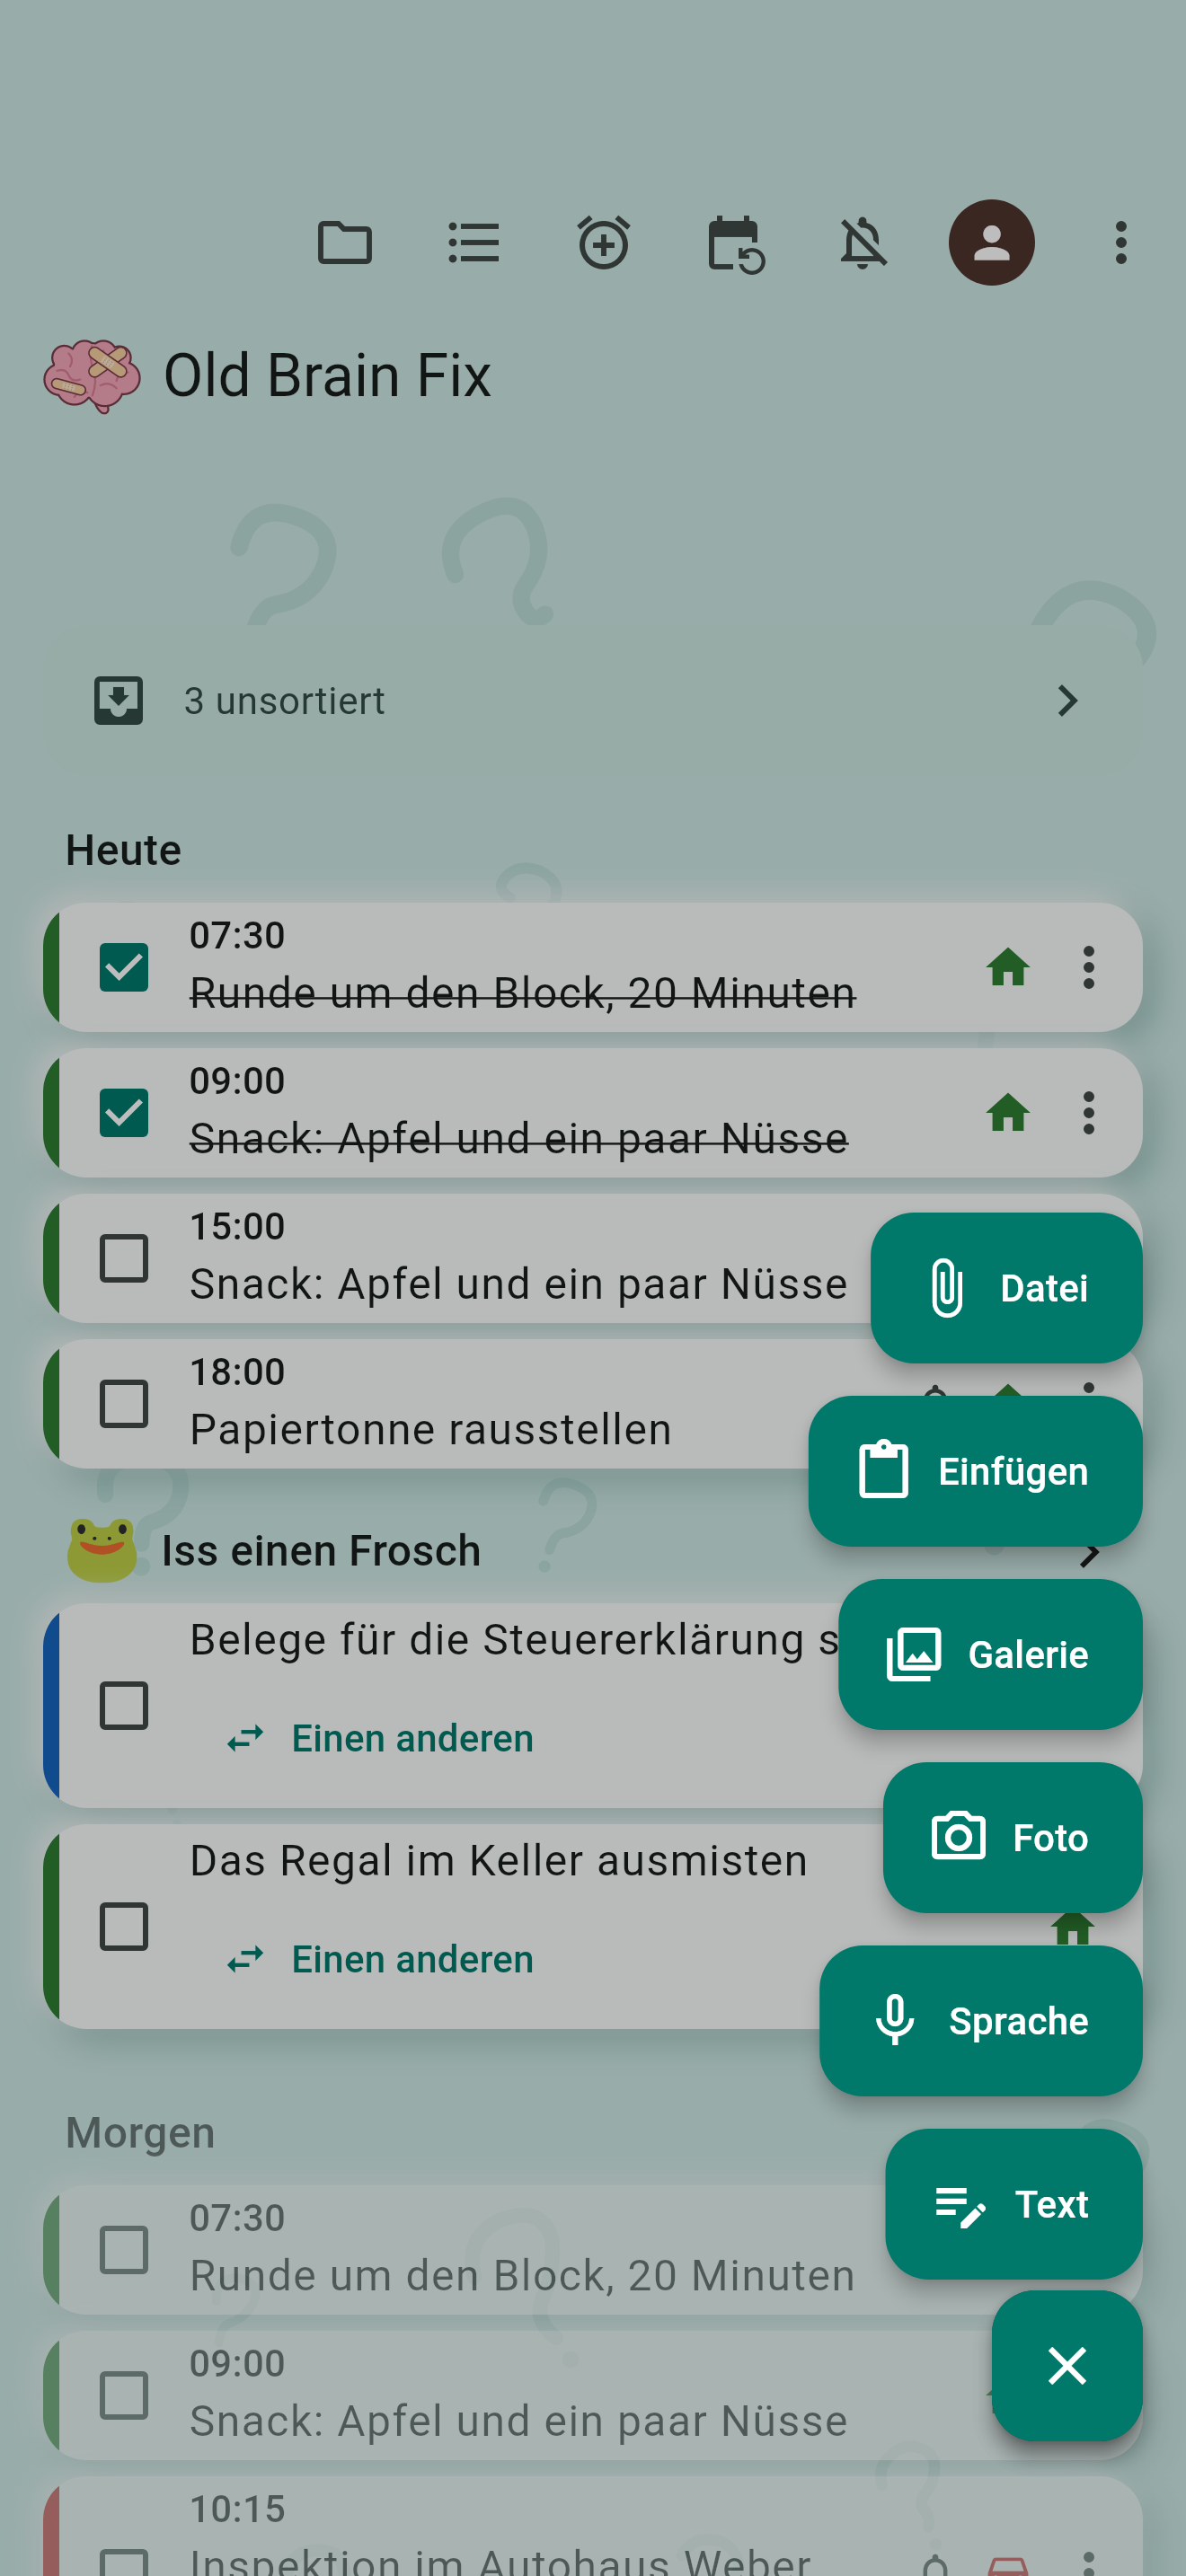 Old Brain Fix
3 unsortiert
Heute
07:30
Runde um den Block, 20 Minuten
09:00
Snack: Apfel und ein paar Nüsse
15:00
Snack: Apfel und ein paar Nüsse
Datei
18:00
Papiertonne rausstellen
Einfügen
Iss einen Frosch
Belege für die Steuererklärung
Galerie
Einen anderen
Foto
Das Regal im Keller ausmisten
Einen anderen
Sprache
Morgen
Text
07:30
Runde um den Block, 20 Minuten
09:00
Snack: Apfel und ein paar Nüsse
10:15
Inspektion im Autohaus Weber